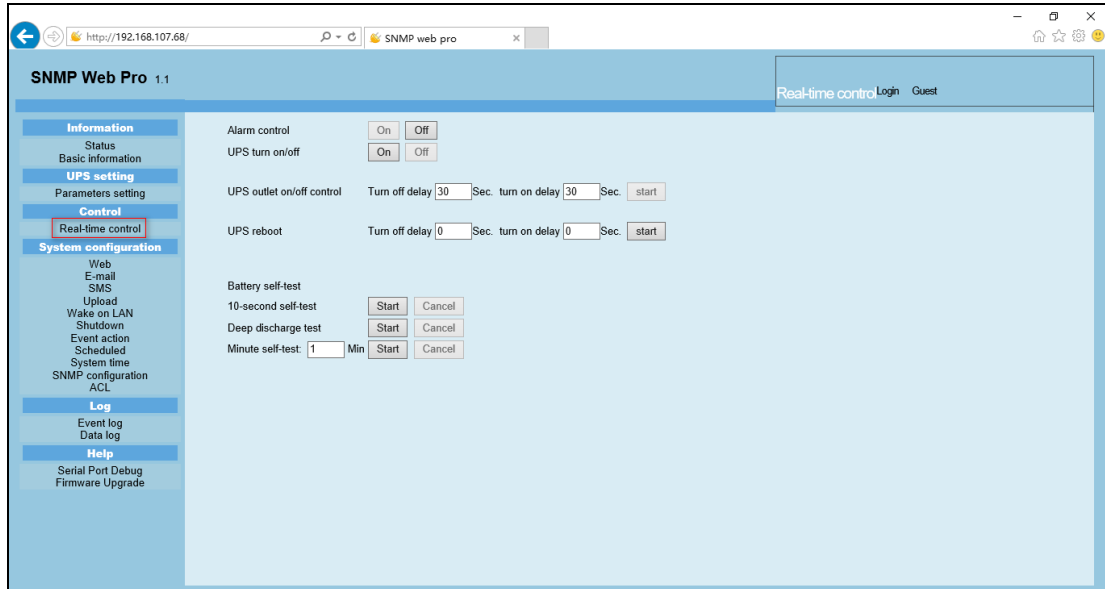 http://192.168.107.68/
SNMP web pro
SNMP Web Pro 1.1
Real-time control Login Guest
Information
Status
Basic information
UPS setting
Parameters setting
Control
Real-time control
System configuration
Web
E-mail
SMS
Upload
Wake on LAN
Shutdown
Event action
Scheduled
System time
SNMP configuration
ACL
Log
Event log
Data log
Help
Serial Port Debug
Firmware Upgrade
Alarm control On Off
UPS turn on/off On Off
UPS outlet on/off control Turn off delay 30 Sec. turn on delay 30 Sec. start
UPS reboot Turn off delay 0 Sec. turn on delay 0 Sec. start
Battery self-test
10-second self-test Start Cancel
Deep discharge test Start Cancel
Minute self-test: 1 Min Start Cancel